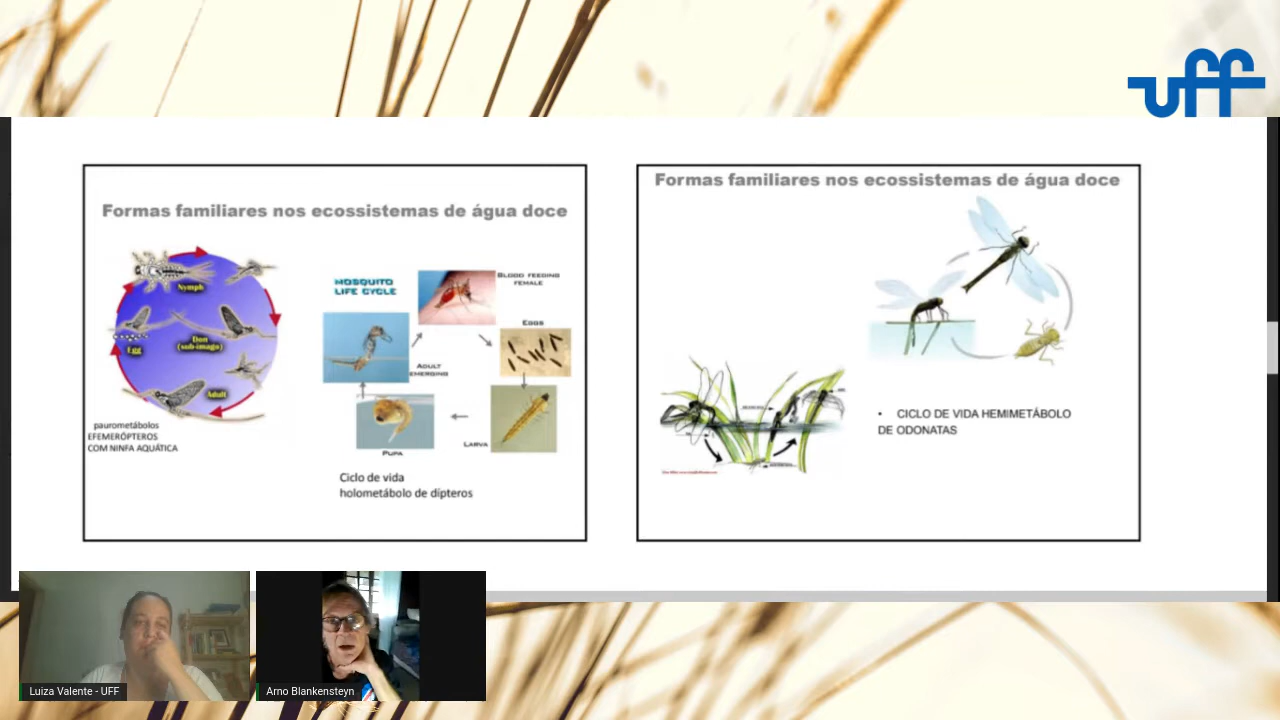 uff
Formas familiares nos ecossistemas de água doce
Nymph
Egg
Dun
(sub-imago)
Adult
paurometábolos
EFEMERÓPTEROS
COM NINFA AQUÁTICA
MOSQUITO
LIFE CYCLE
BLOOD FEEDING
FEMALE
EGGS
ADULT
EMERGING
LARVA
PUPA
Ciclo de vida
holometábolo de dípteros
Formas familiares nos ecossistemas de água doce
• CICLO DE VIDA HEMIMETÁBOLO
DE ODONATAS
Luiza Valente - UFF
Arno Blankensteyn